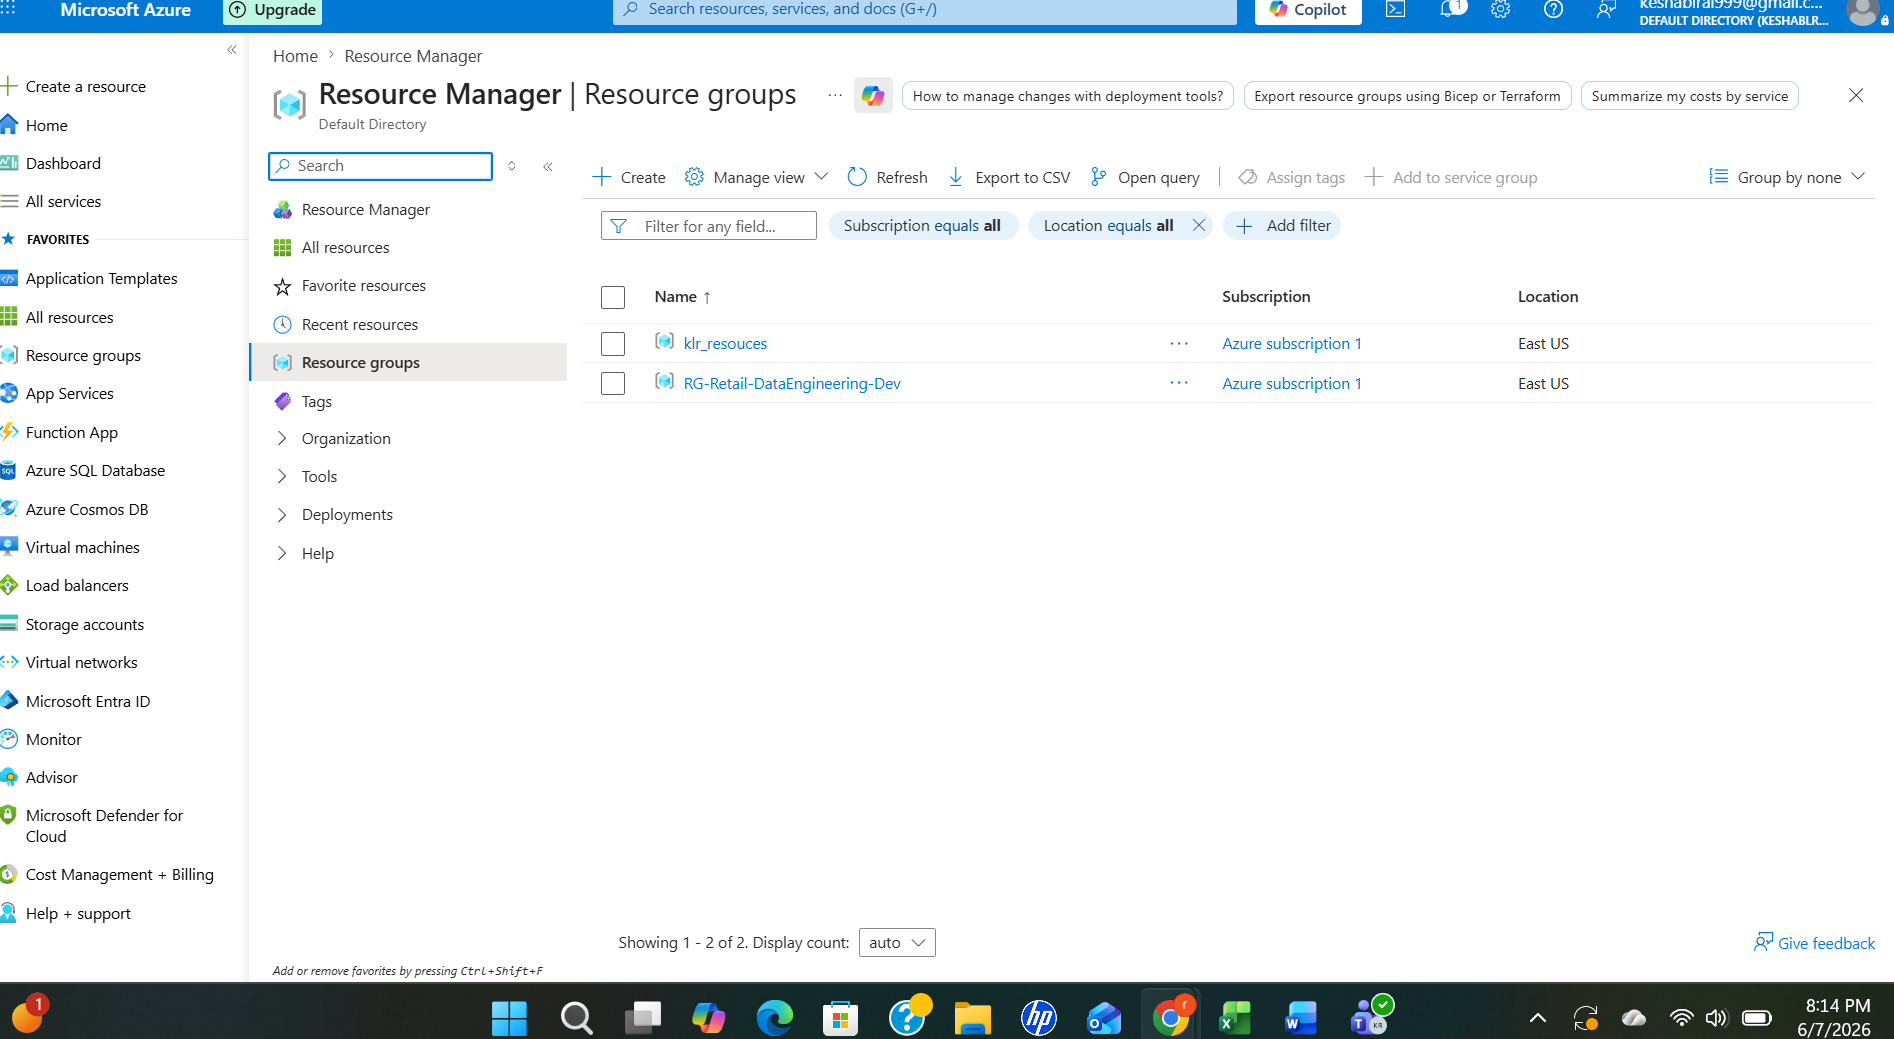 Microsoft Azure
Upgrade
Search resources, services, and docs (G+/)
Copilot
1
keshablral999@gmail.c...
DEFAULT DIRECTORY (KESHABLR...
Create a resource
Home
Dashboard
All services
FAVORITES
Application Templates
All resources
Resource groups
App Services
Function App
SQL
Azure SQL Database
Azure Cosmos DB
Virtual machines
Load balancers
Storage accounts
Virtual networks
Microsoft Entra ID
Monitor
Advisor
Microsoft Defender for
Cloud
Cost Management + Billing
Help + support
Home > Resource Manager
Resource Manager | Resource groups
...
Default Directory
How to manage changes with deployment tools?
Export resource groups using Bicep or Terraform
Summarize my costs by service
Search
Resource Manager
All resources
Favorite resources
Recent resources
Resource groups
Tags
Organization
Tools
Deployments
Help
Add or remove favorites by pressing Ctrl+Shift+F
Create
Manage view
Refresh
Export to CSV
Open query
Assign tags
Add to service group
Group by none
Filter for any field...
Subscription equals all
Location equals all
Add filter
Name ↑ Subscription Location
klr_resouces ... Azure subscription 1 East US
RG-Retail-DataEngineering-Dev ... Azure subscription 1 East US
Showing 1 - 2 of 2. Display count: auto
Give feedback
1
hp
KR
8:14 PM
6/7/2026